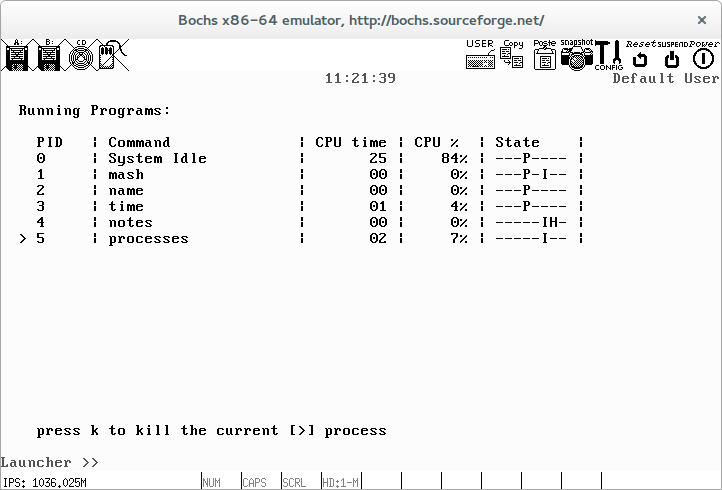 Bochs x86-64 emulator, http://bochs.sourceforge.net/ ×
A: B: CD USER Copy Paste snapshot CONFIG Reset SUSPEND Power
11:21:39 Default User
Running Programs:
PID ¦ Command ¦ CPU time ¦ CPU % ¦ State ¦
0 ¦ System Idle ¦ 25 ¦ 84% ¦ ---P---- ¦
1 ¦ mash ¦ 00 ¦ 0% ¦ ---P-I-- ¦
2 ¦ name ¦ 00 ¦ 0% ¦ ---P---- ¦
3 ¦ time ¦ 01 ¦ 4% ¦ ---P---- ¦
4 ¦ notes ¦ 00 ¦ 0% ¦ -----IH- ¦
> 5 ¦ processes ¦ 02 ¦ 7% ¦ -----I-- ¦
press k to kill the current [>] process
Launcher >>
IPS: 1036.025M NUM CAPS SCRL HD:1-M